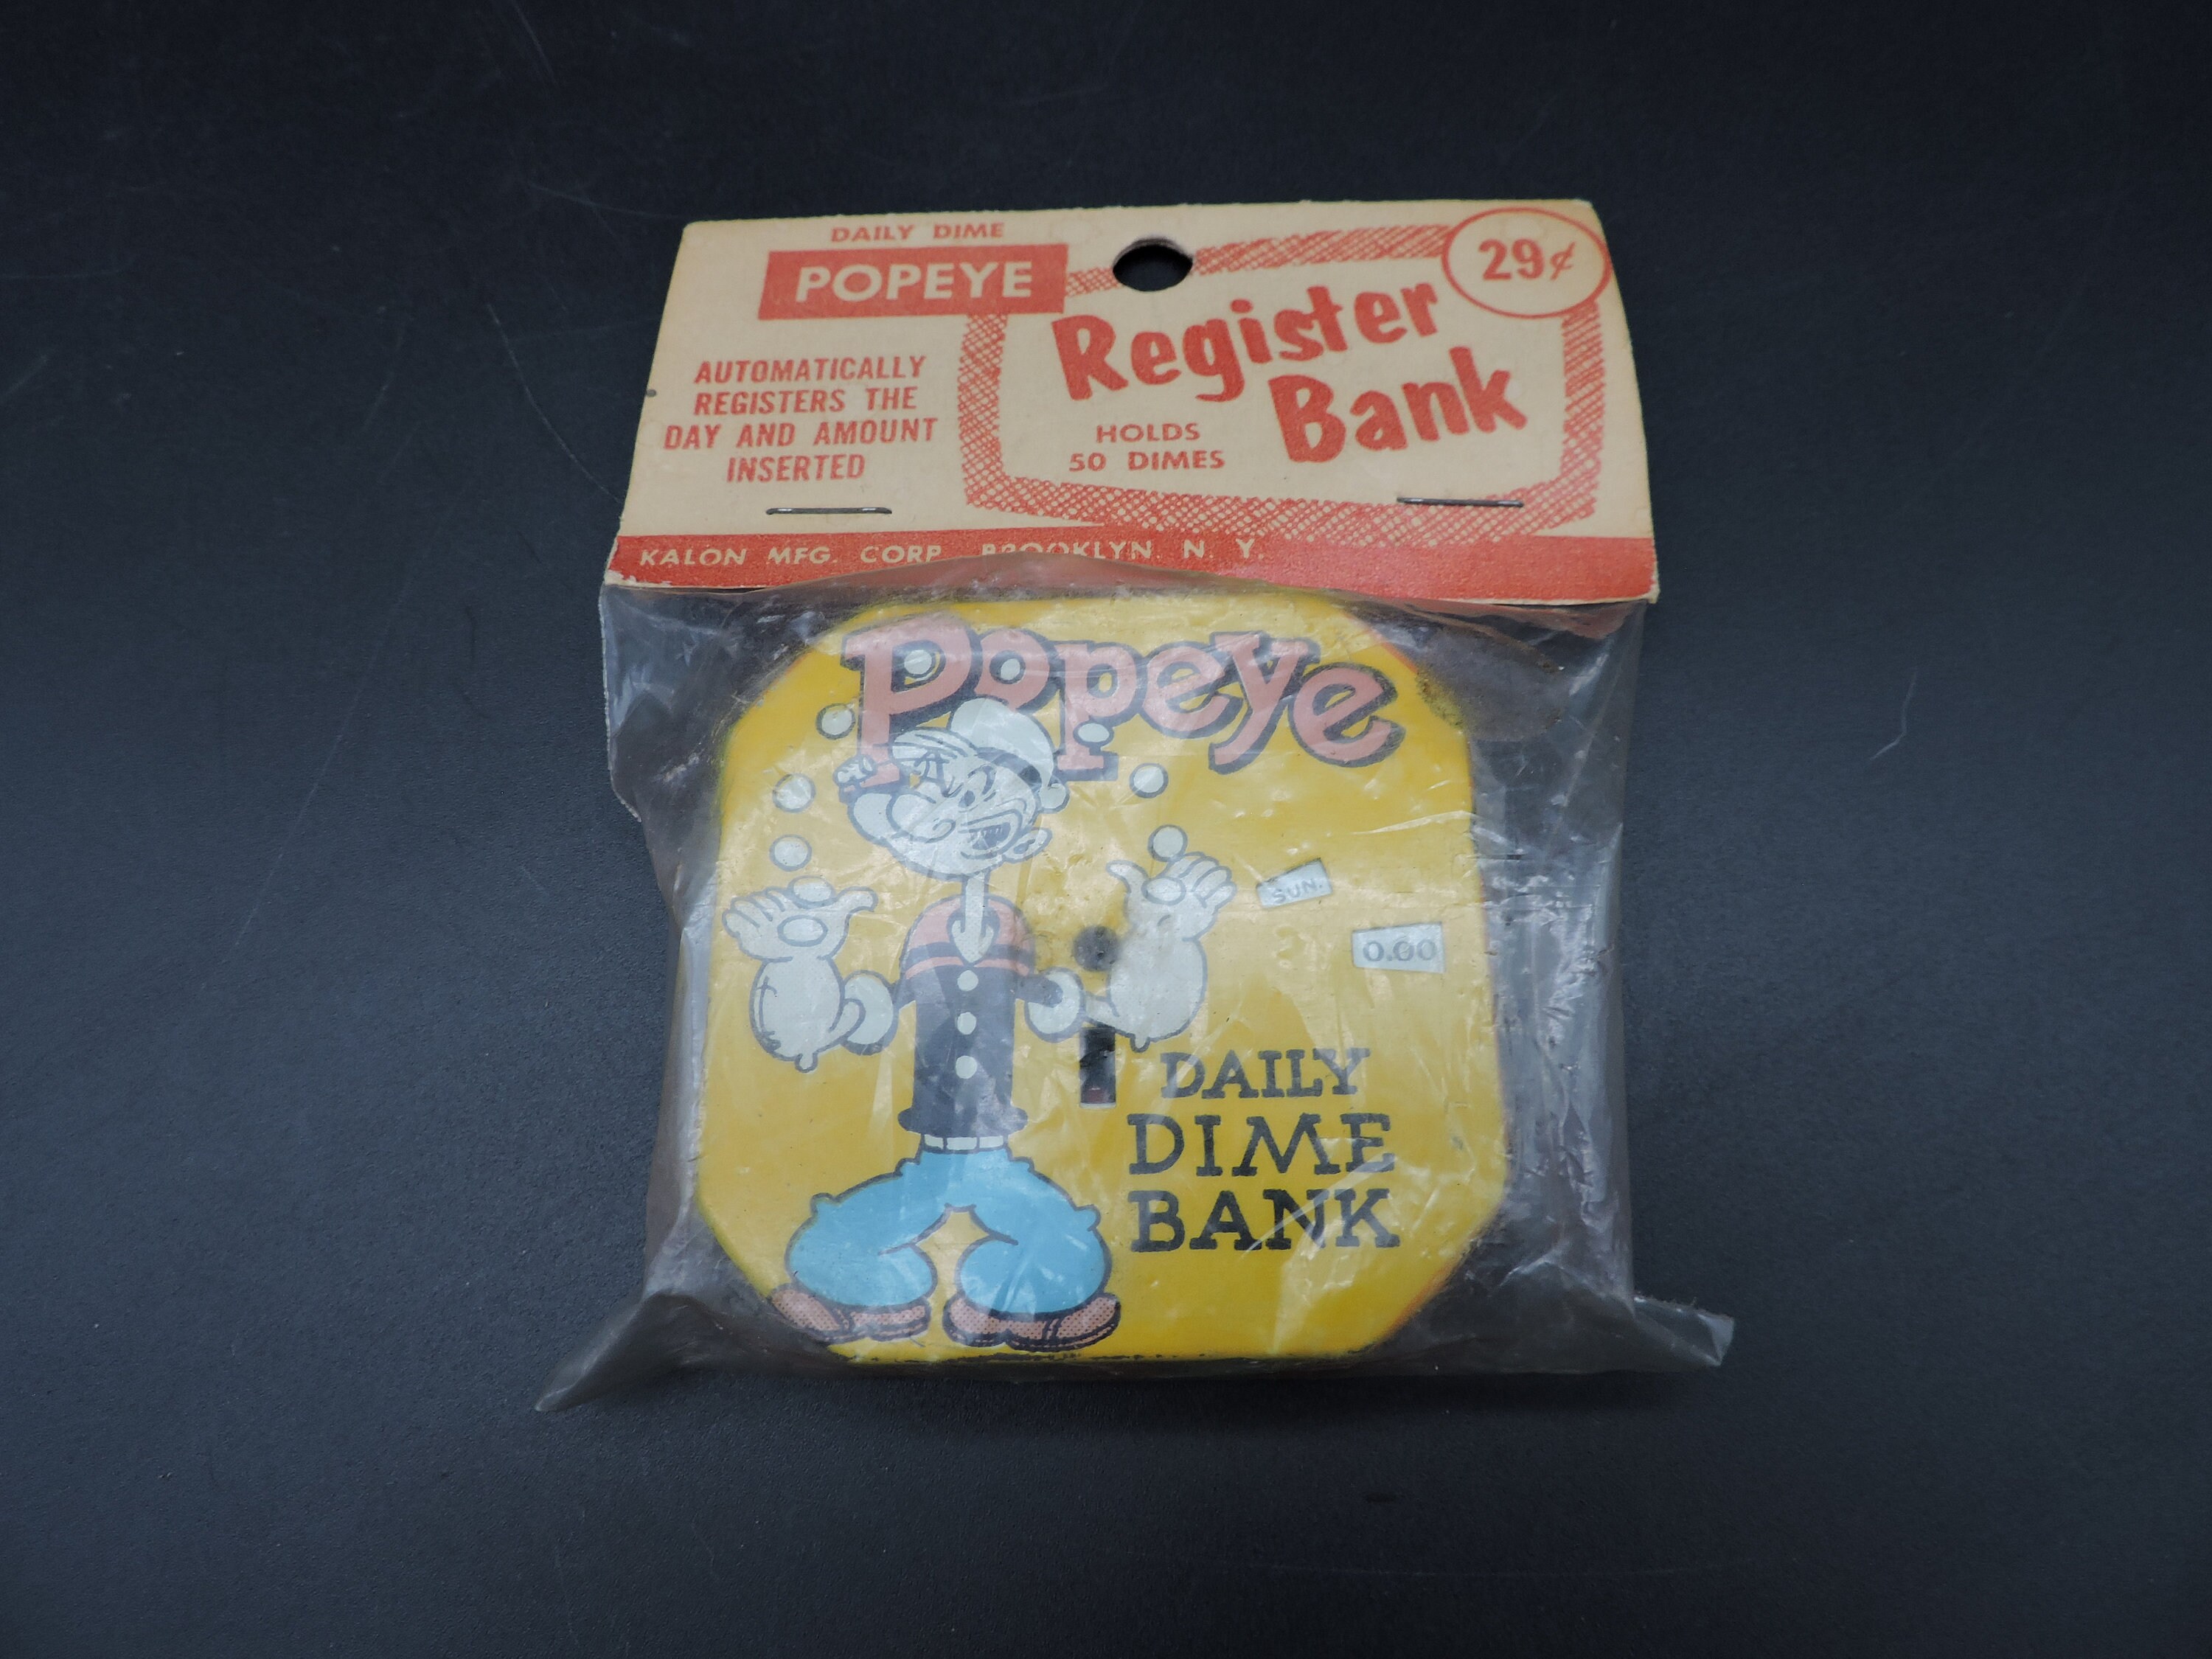 DAILY DIME
POPEYE
Register
Bank
29¢
AUTOMATICALLY
REGISTERS THE
DAY AND AMOUNT
INSERTED
HOLDS
50 DIMES
KALON MFG. CORP. BROOKLYN, N. Y.
Popeye
SUN.
0.00
DAILY
DIME
BANK